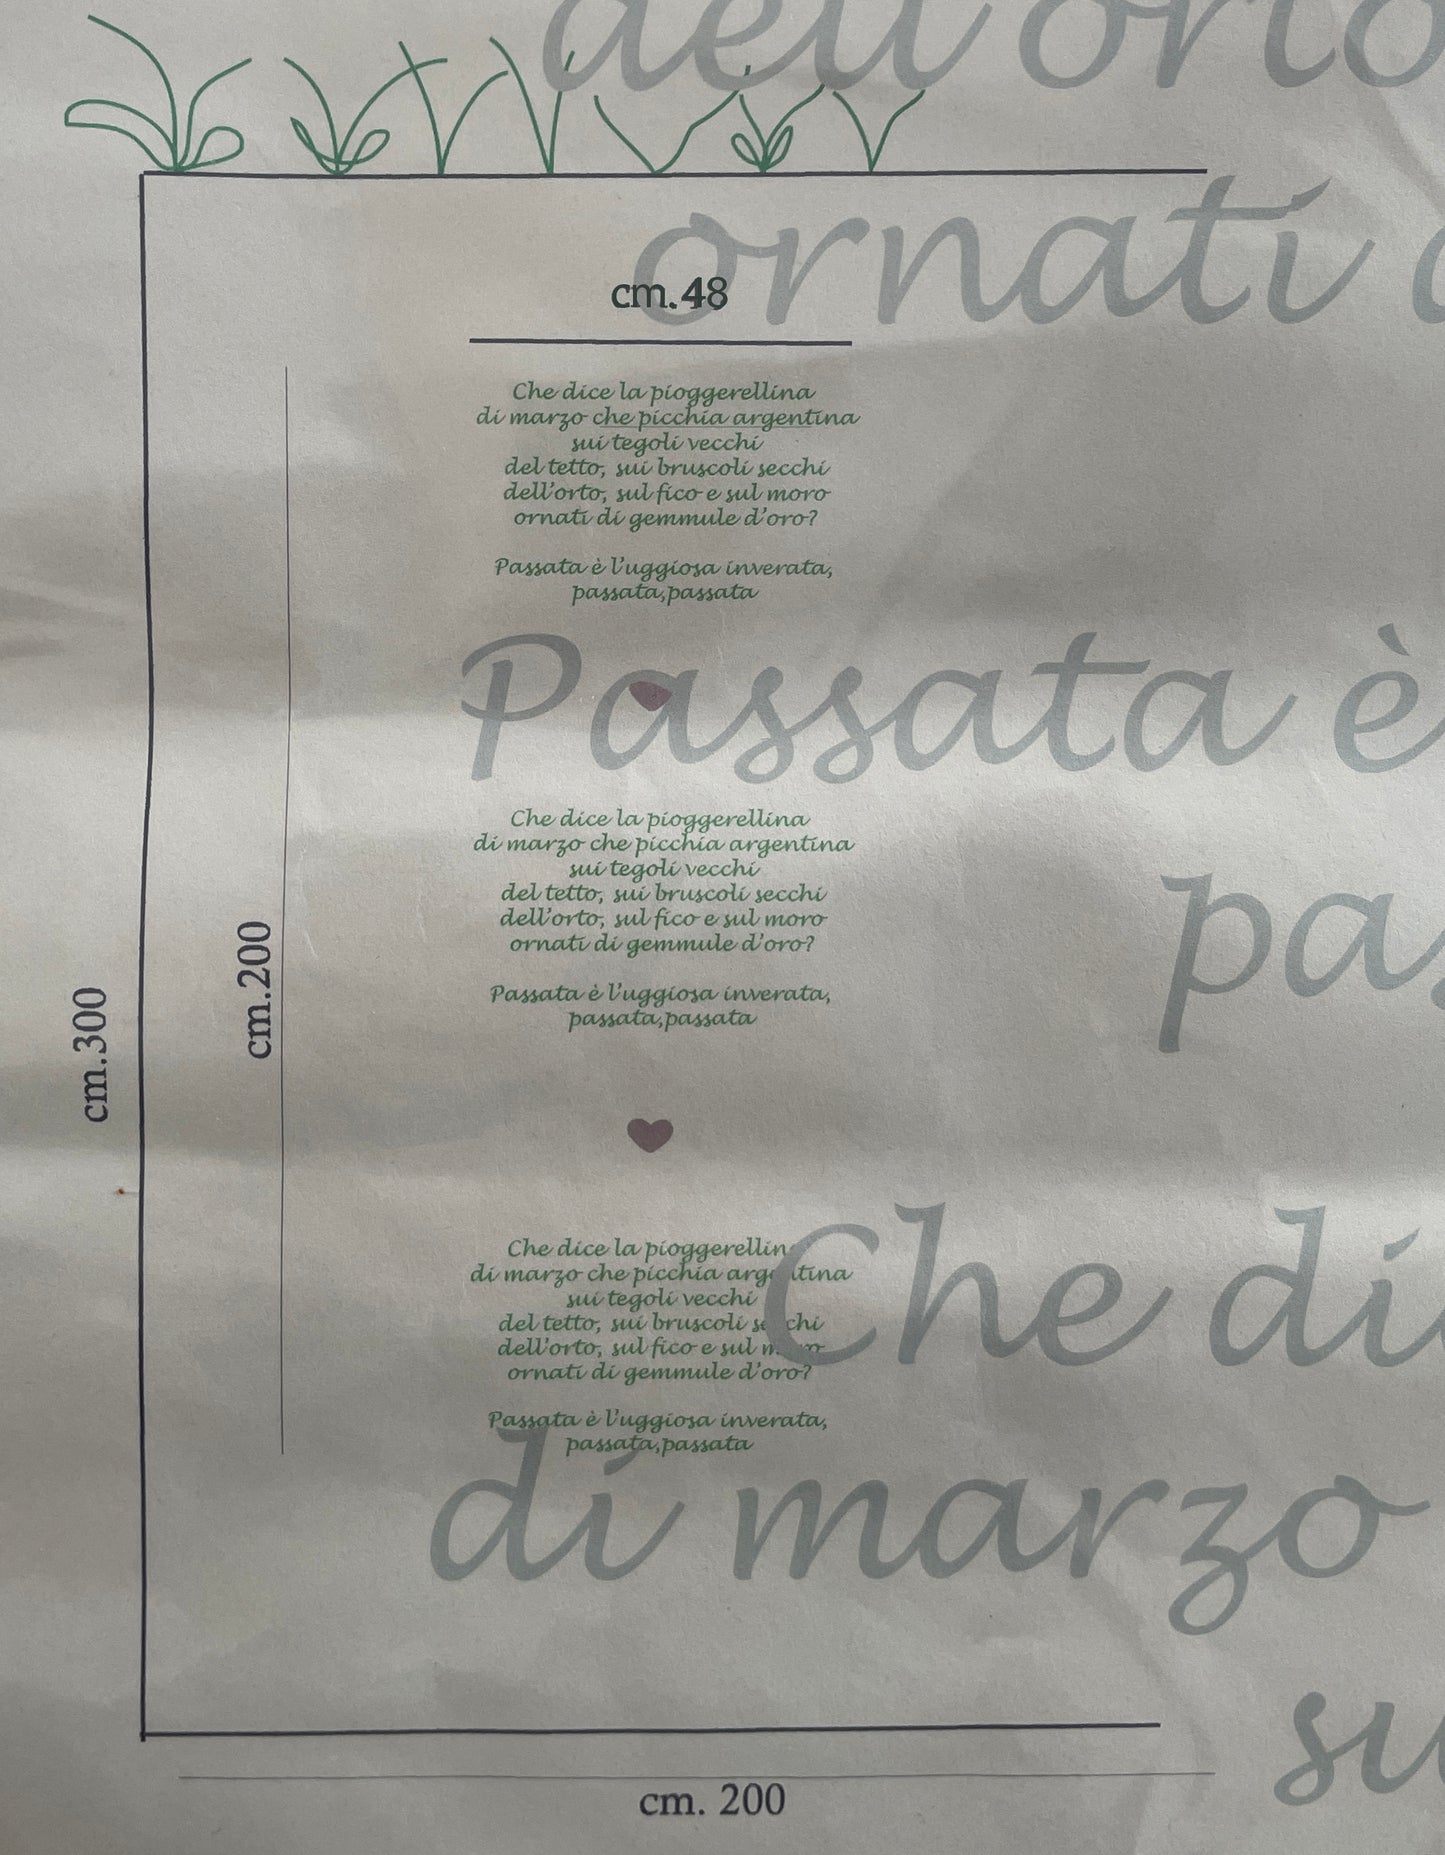 dell'orto
ornati
cm.48
Che dice la pioggerellina
di marzo che picchia argentina
sui tegoli vecchi
del tetto, sui bruscoli secchi
dell'orto, sul fico e sul moro
ornati di gemmule d'oro?
Passata è l'uggiosa inverata,
passata,passata
Passata è
Che dice la pioggerellina
di marzo che picchia argentina
sui tegoli vecchi
del tetto, sui bruscoli secchi
dell'orto, sul fico e sul moro
ornati di gemmule d'oro?
Passata è l'uggiosa inverata,
passata,passata
pas
cm.200
cm.300
Che dice la pioggerellin
di marzo che picchia argentina
sui tegoli vecchi
del tetto, sui bruscoli secchi
dell'orto, sul fico e sul moro
ornati di gemmule d'oro?
Passata è l'uggiosa inverata,
passata,passata
Che di
di marzo
su
cm. 200